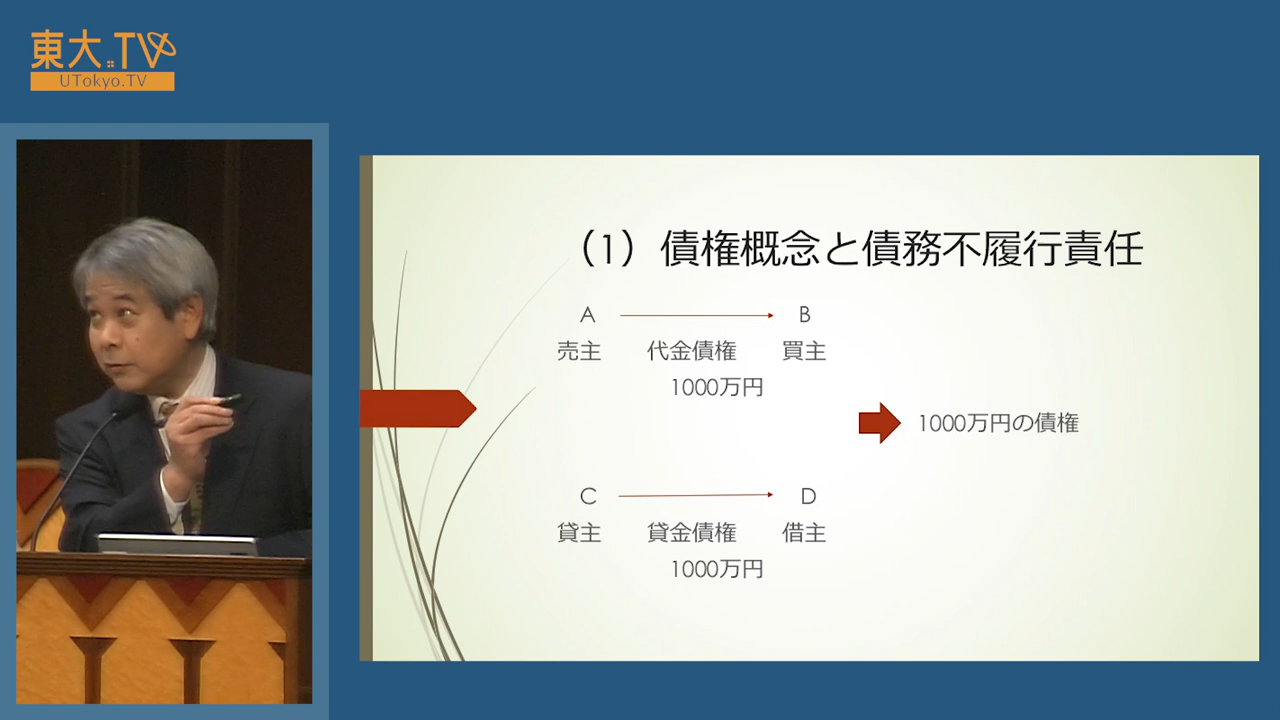 東大.TV
UTokyo.TV
（1）債権概念と債務不履行責任
A B
売主 代金債権 買主
1000万円
1000万円の債権
C D
貸主 貸金債権 借主
1000万円